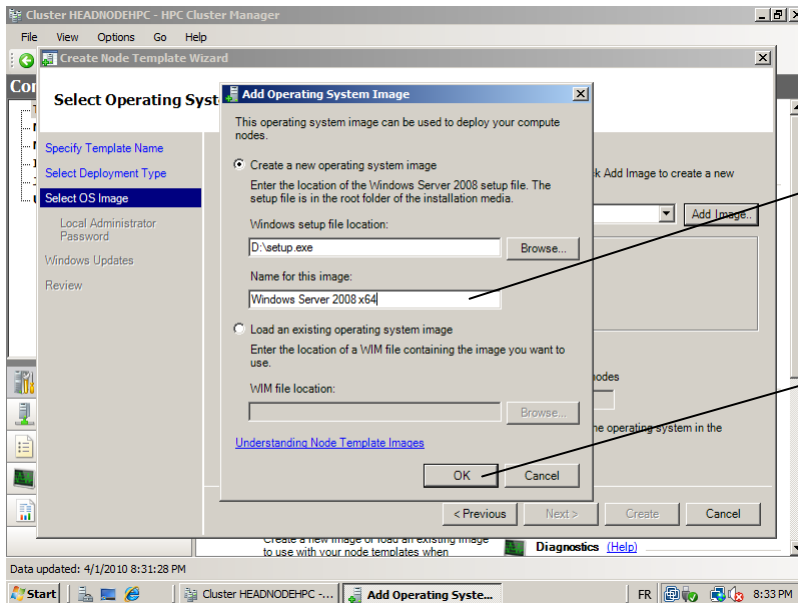 Cluster HEADNODEHPC - HPC Cluster Manager
File View Options Go Help
Create Node Template Wizard
Select Operating Syst
Specify Template Name
Select Deployment Type
Select OS Image
Local Administrator
Password
Windows Updates
Review
Add Operating System Image
This operating system image can be used to deploy your compute
nodes.
Create a new operating system image
Enter the location of the Windows Server 2008 setup file. The
setup file is in the root folder of the installation media.
Windows setup file location:
D:\setup.exe
Browse...
Name for this image:
Windows Server 2008 x64
Load an existing operating system image
Enter the location of a WIM file containing the image you want to
use.
WIM file location:
Browse...
Understanding Node Template Images
OK Cancel
k Add Image to create a new
Add Image..
nodes
he operating system in the
< Previous Next > Create Cancel
Create a new image or load an existing image
to use with your node templates when
Diagnostics (Help)
Data updated: 4/1/2010 8:31:28 PM
Start Cluster HEADNODEHPC -... Add Operating Syste... FR 8:33 PM